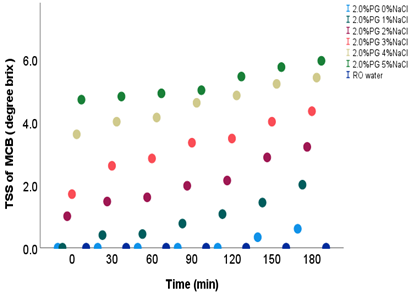 2.0%PG 0%NaCl
2.0%PG 1%NaCl
2.0%PG 2%NaCl
2.0%PG 3%NaCl
2.0%PG 4%NaCl
2.0%PG 5%NaCl
RO water
TSS of MCB ( degree brix )
6.0
4.0
2.0
0.0
0 30 60 90 120 150 180
Time (min)